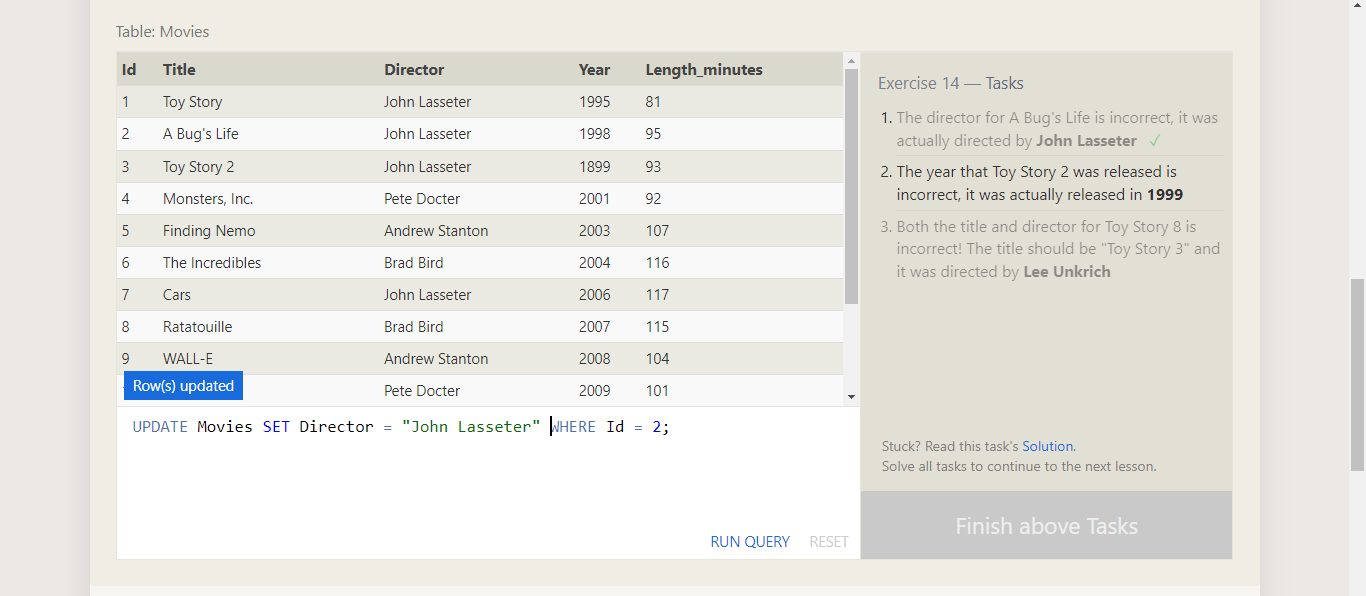 Table: Movies
Id Title Director Year Length_minutes
1 Toy Story John Lasseter 1995 81
2 A Bug's Life John Lasseter 1998 95
3 Toy Story 2 John Lasseter 1899 93
4 Monsters, Inc. Pete Docter 2001 92
5 Finding Nemo Andrew Stanton 2003 107
6 The Incredibles Brad Bird 2004 116
7 Cars John Lasseter 2006 117
8 Ratatouille Brad Bird 2007 115
9 WALL-E Andrew Stanton 2008 104
Row(s) updated Pete Docter 2009 101
UPDATE Movies SET Director = "John Lasseter" WHERE Id = 2;
RUN QUERY RESET
Exercise 14 — Tasks
1. The director for A Bug's Life is incorrect, it was
actually directed by John Lasseter ✓
2. The year that Toy Story 2 was released is
incorrect, it was actually released in 1999
3. Both the title and director for Toy Story 8 is
incorrect! The title should be "Toy Story 3" and
it was directed by Lee Unkrich
Stuck? Read this task's Solution.
Solve all tasks to continue to the next lesson.
Finish above Tasks